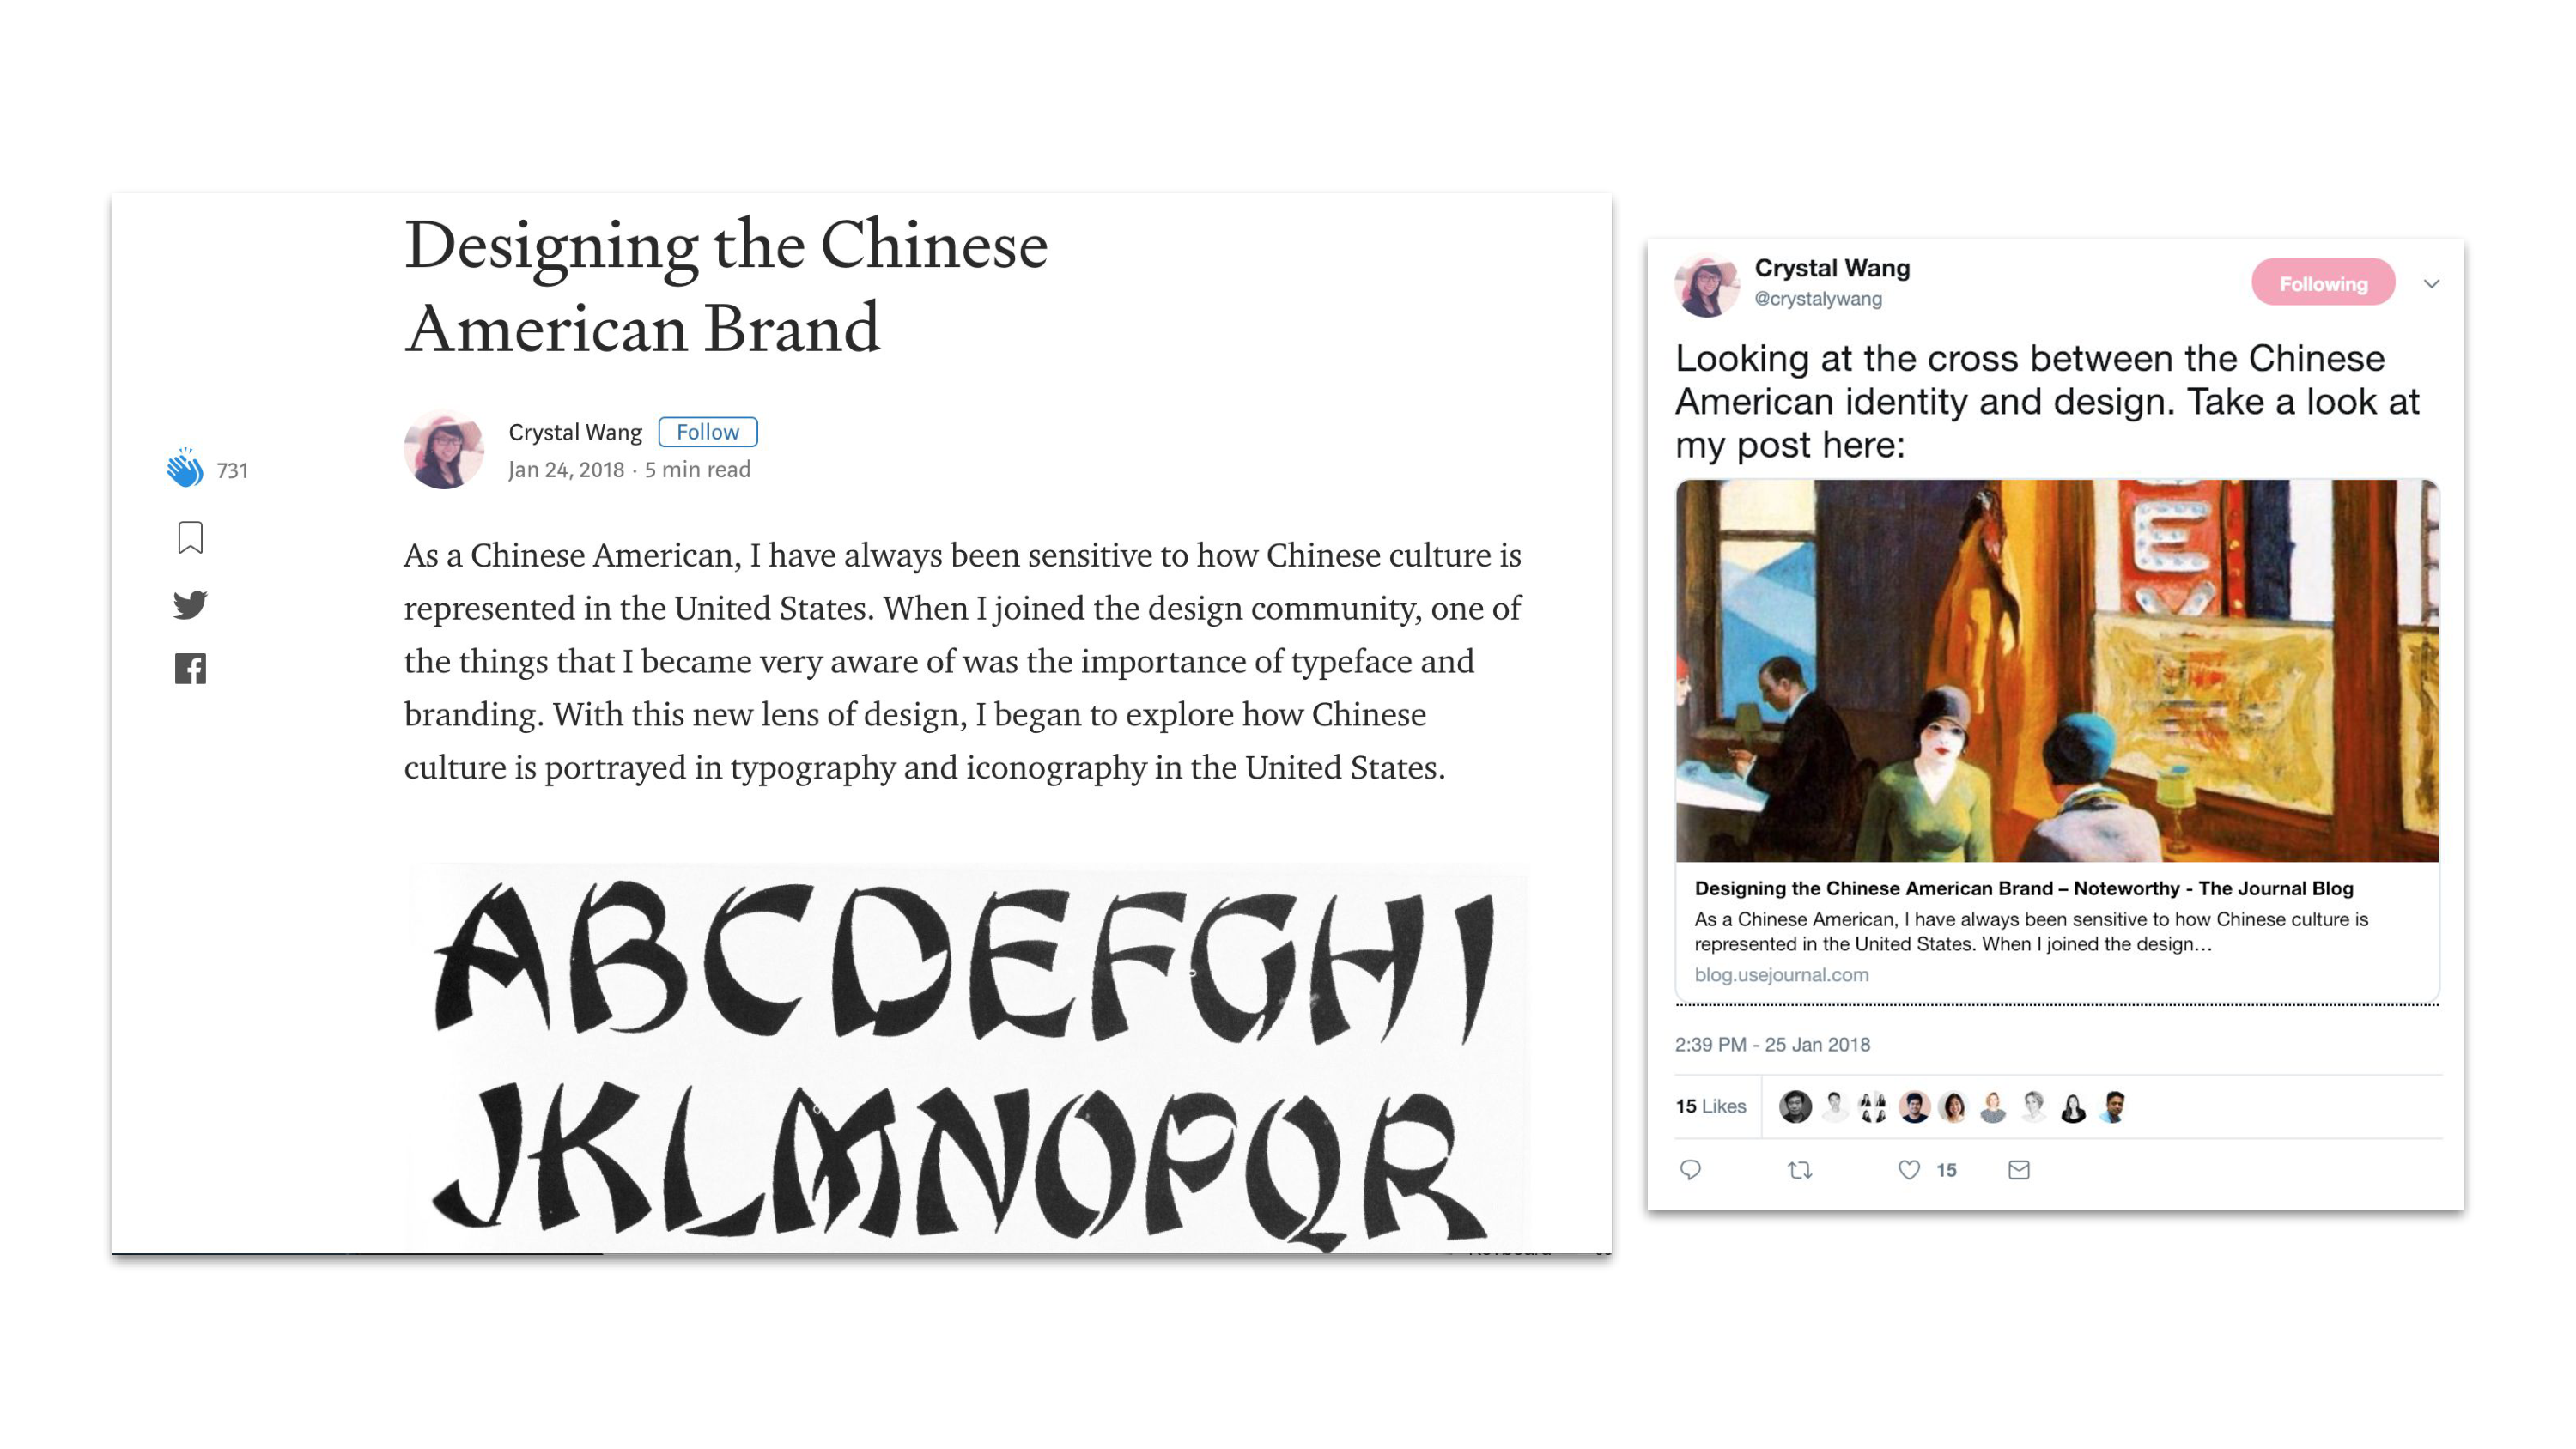 Designing the Chinese
American Brand
Crystal Wang Follow
Jan 24, 2018 · 5 min read
731
As a Chinese American, I have always been sensitive to how Chinese culture is
represented in the United States. When I joined the design community, one of
the things that I became very aware of was the importance of typeface and
branding. With this new lens of design, I began to explore how Chinese
culture is portrayed in typography and iconography in the United States.
ABCDEFGHI
JKLMNOPQR
Crystal Wang
@crystalywang
Following
Looking at the cross between the Chinese
American identity and design. Take a look at
my post here:
E
Designing the Chinese American Brand – Noteworthy - The Journal Blog
As a Chinese American, I have always been sensitive to how Chinese culture is
represented in the United States. When I joined the design…
blog.usejournal.com
2:39 PM - 25 Jan 2018
15 Likes
15